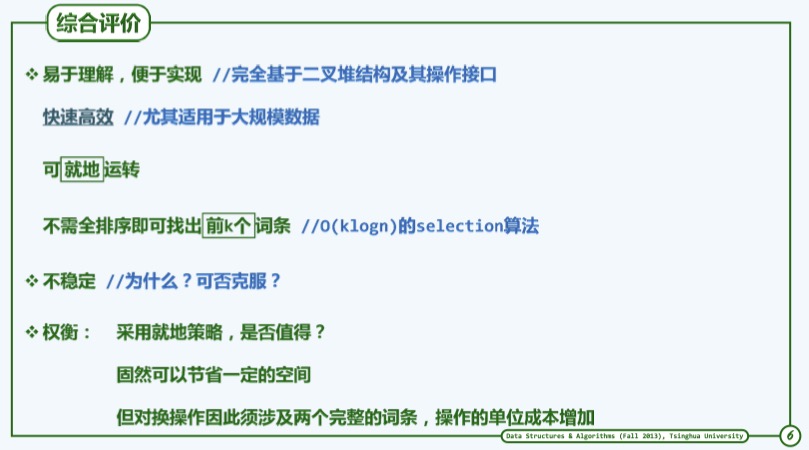 综合评价
❖ 易于理解，便于实现 //完全基于二叉堆结构及其操作接口
快速高效 //尤其适用于大规模数据
可就地运转
不需全排序即可找出前k个词条 //O(klogn)的selection算法
❖ 不稳定 //为什么？可否克服？
❖ 权衡： 采用就地策略，是否值得？
固然可以节省一定的空间
但对换操作因此须涉及两个完整的词条，操作的单位成本增加
Data Structures & Algorithms (Fall 2013), Tsinghua University
6